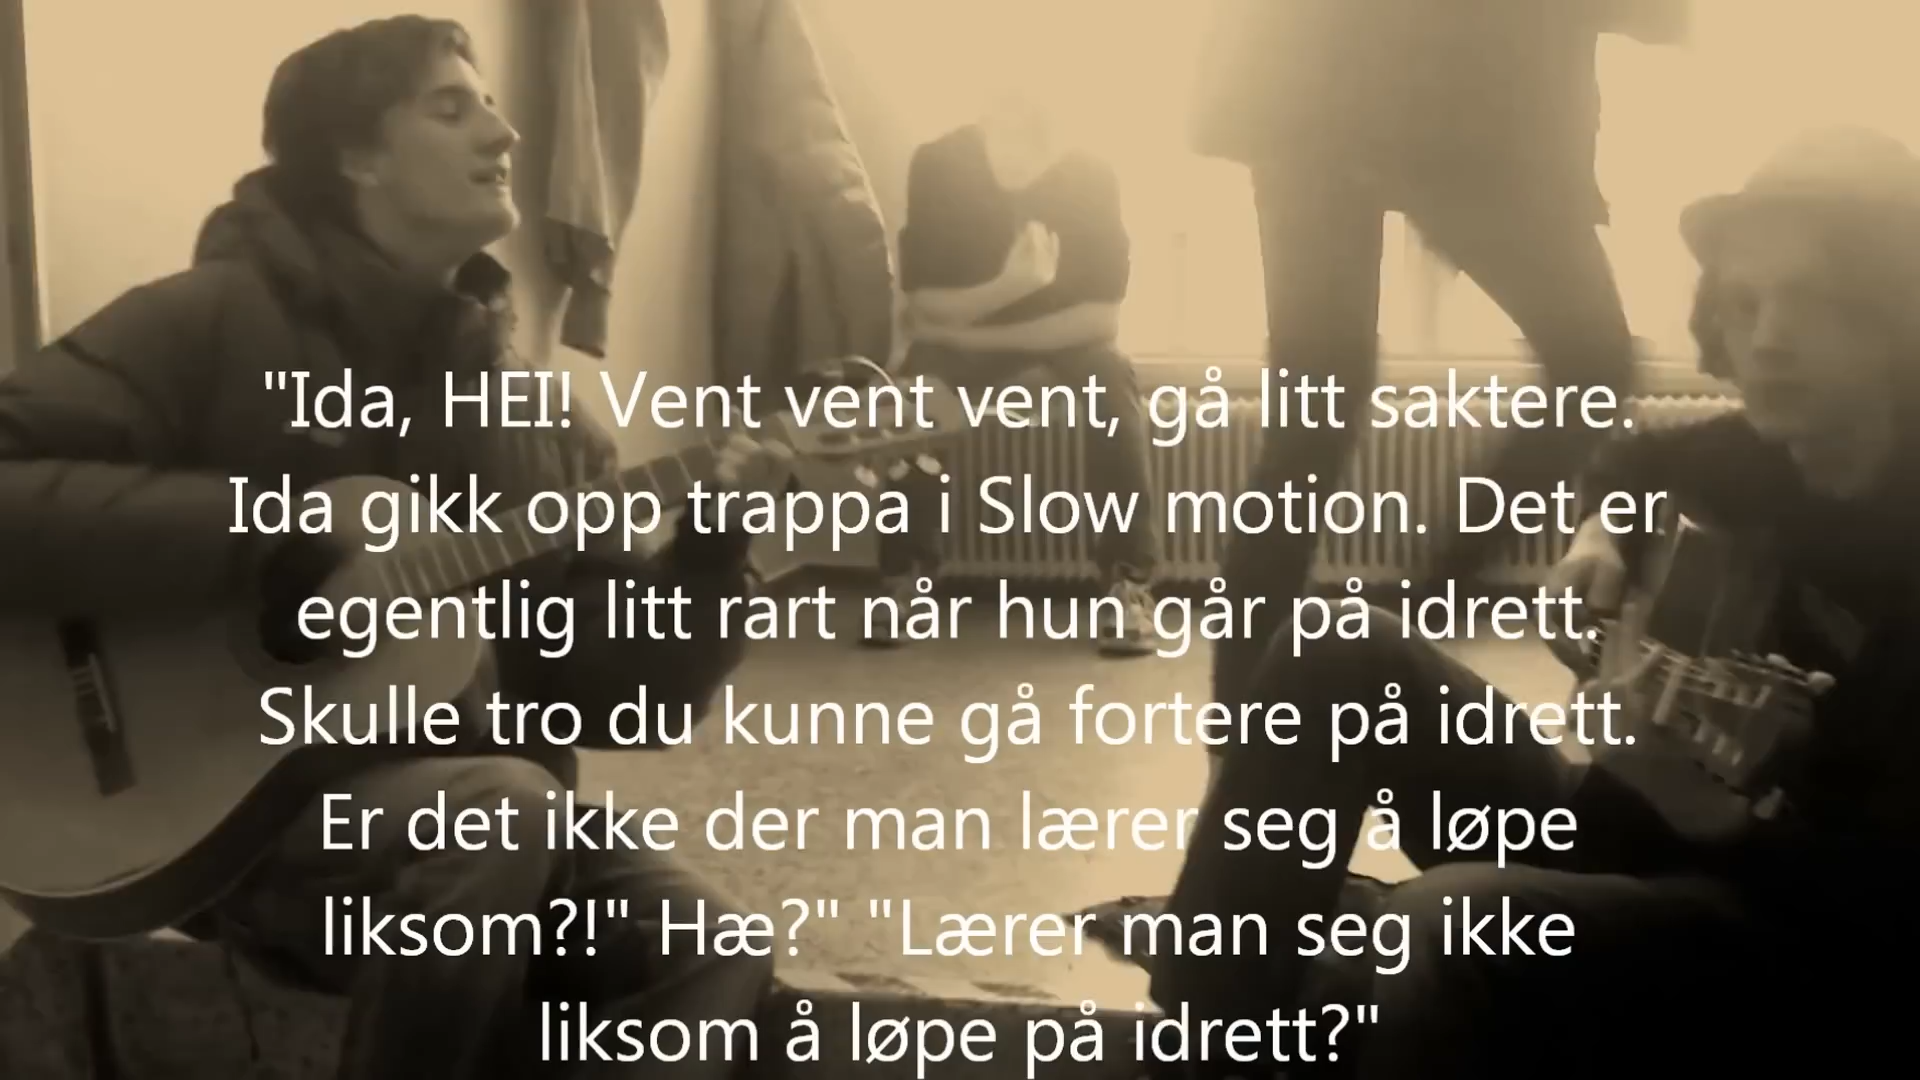 "Ida, HEI! Vent vent vent, gå litt saktere.
Ida gikk opp trappa i Slow motion. Det er
egentlig litt rart når hun går på idrett.
Skulle tro du kunne gå fortere på idrett.
Er det ikke der man lærer seg å løpe
liksom?!" Hæ?" "Lærer man seg ikke
liksom å løpe på idrett?"